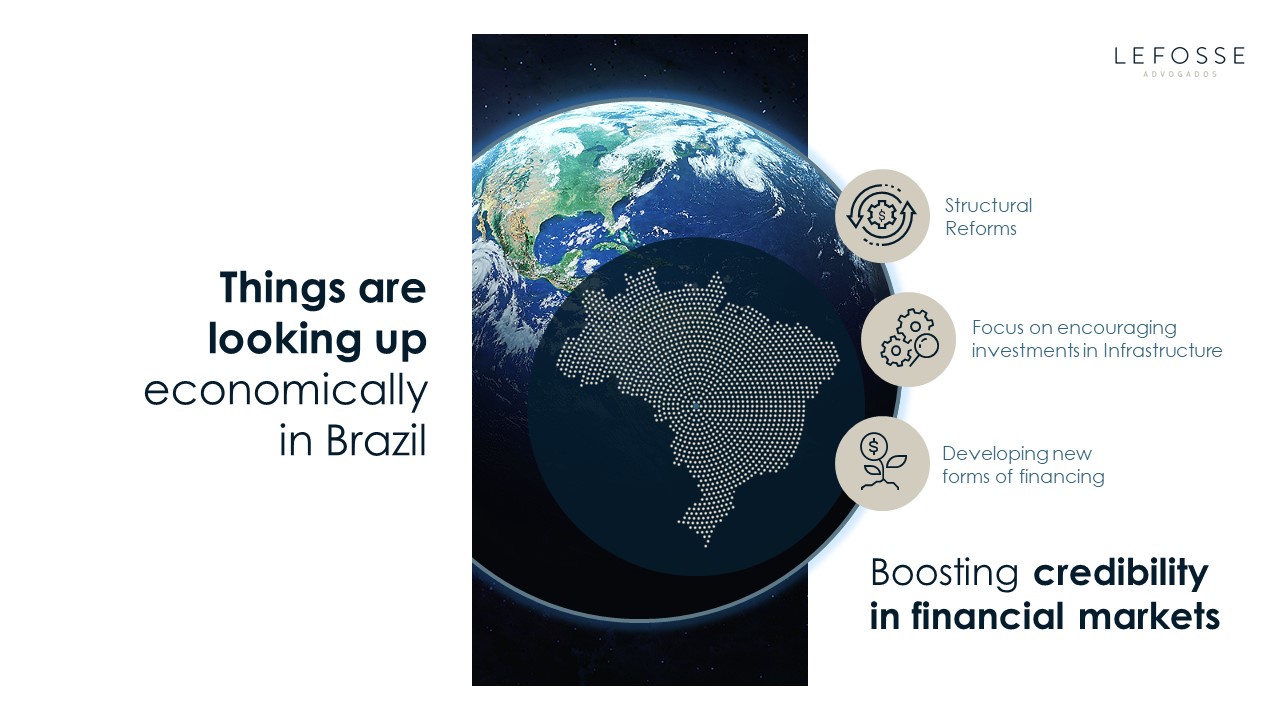 LEFOSSE
ADVOGADOS
Things are
looking up
economically
in Brazil
$
Structural
Reforms
Focus on encouraging
investments in Infrastructure
$
Developing new
forms of financing
Boosting credibility
in financial markets